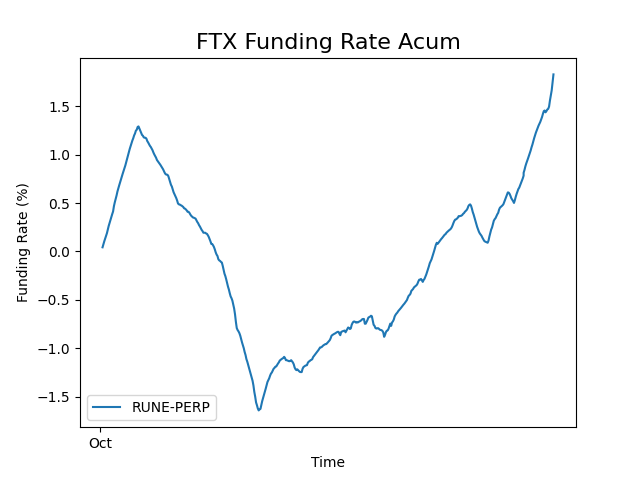 FTX Funding Rate Acum
Funding Rate (%)
1.5
1.0
0.5
0.0
−0.5
−1.0
−1.5
RUNE-PERP
Oct
Time